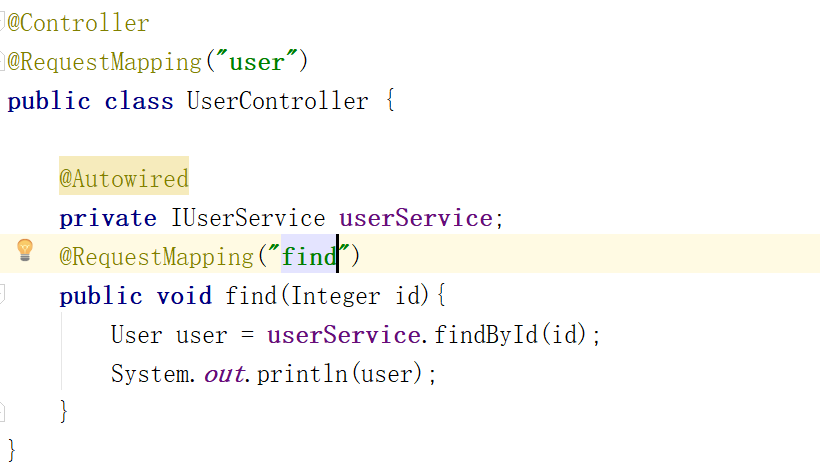 @Controller
@RequestMapping("user")
public class UserController {
@Autowired
private IUserService userService;
@RequestMapping("find")
public void find(Integer id){
User user = userService.findById(id);
System.out.println(user);
}
}